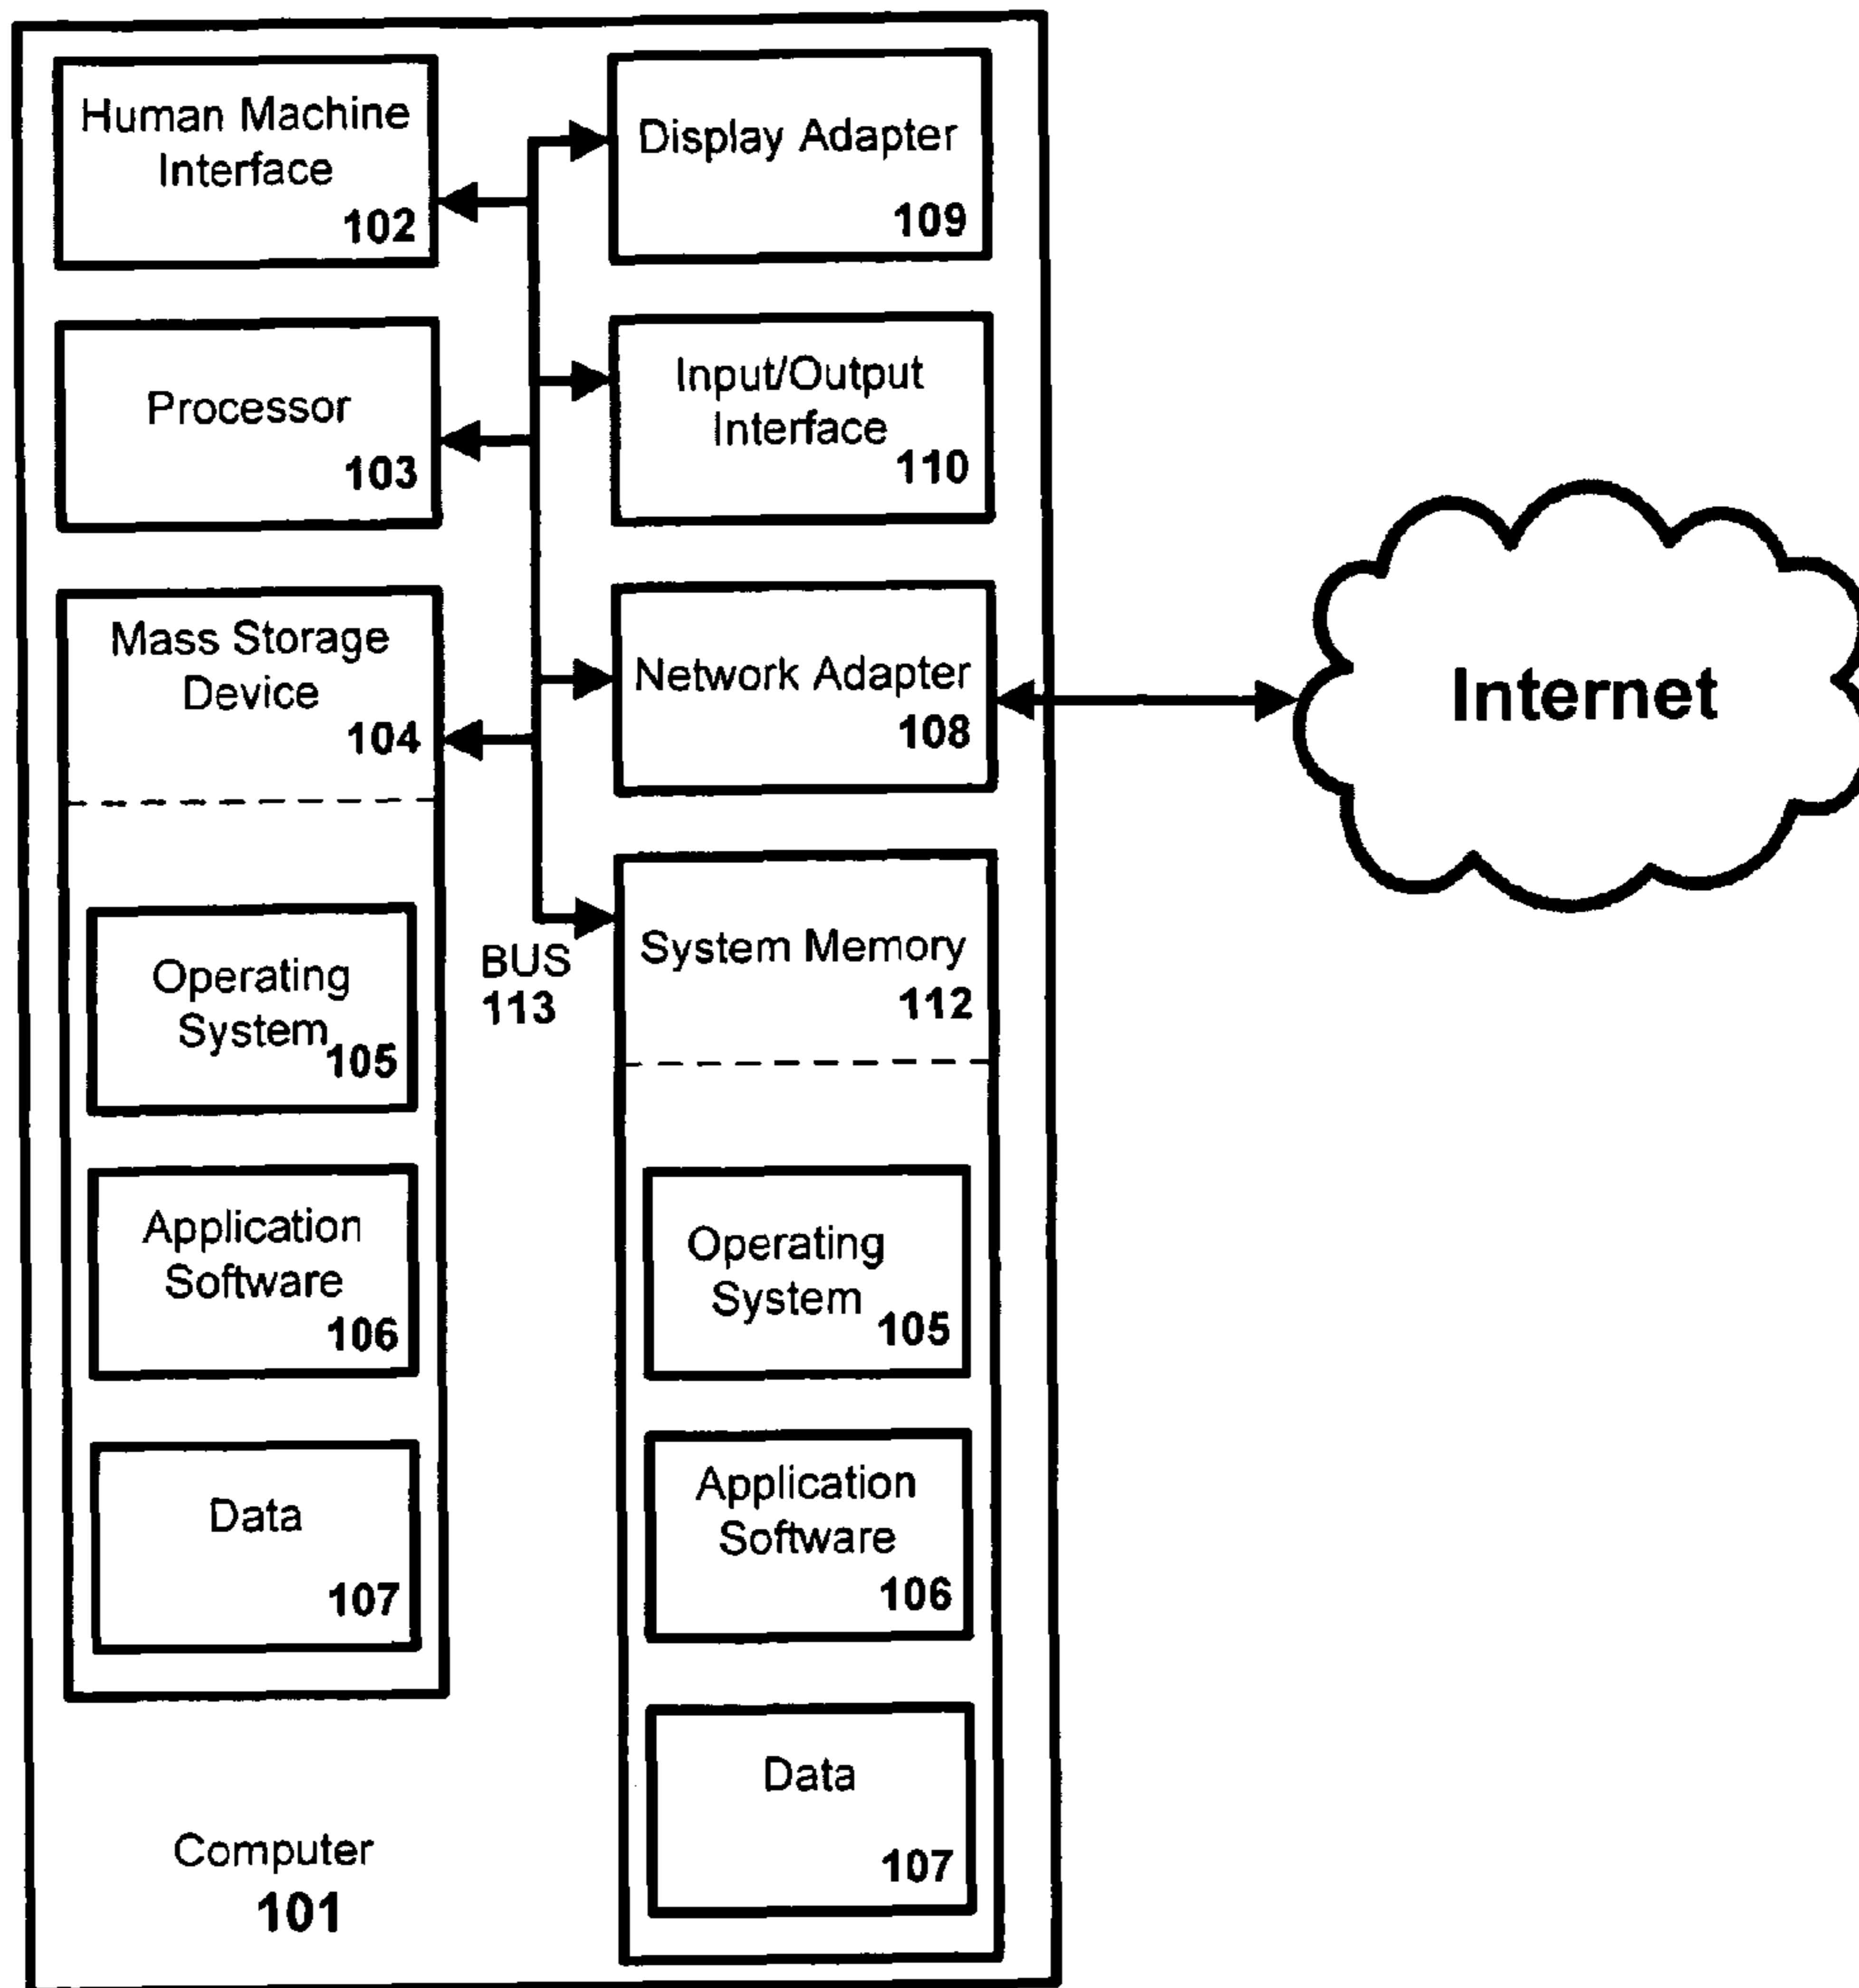 Human Machine
Interface
102
Processor
103
Mass Storage
Device
104
Operating
System
105
Application
Software
106
Data
107
Computer
101
BUS
113
Display Adapter
109
Input/Output
Interface
110
Network Adapter
108
System Memory
112
Operating
System
105
Application
Software
106
Data
107
Internet